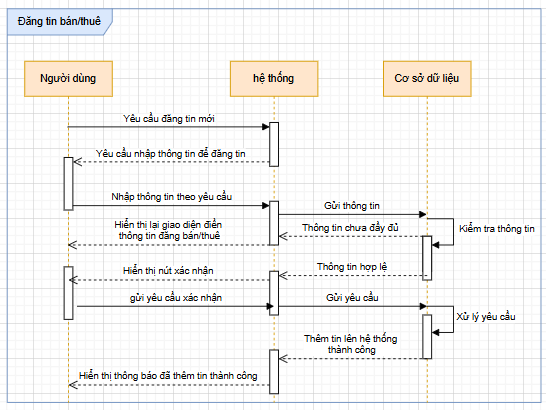 Đăng tin bán/thuê
Người dùng
hệ thống
Cơ sở dữ liệu
Yêu cầu đăng tin mới
Yêu cầu nhập thông tin để đăng tin
Nhập thông tin theo yêu cầu
Gửi thông tin
Kiểm tra thông tin
Thông tin chưa đầy đủ
Hiển thị lại giao diện điền
thông tin đăng bán/thuê
Thông tin hợp lệ
Hiển thị nút xác nhận
gửi yêu cầu xác nhận
Gửi yêu cầu
Xử lý yêu cầu
Thêm tin lên hệ thống
thành công
Hiển thị thông báo đã thêm tin thành công